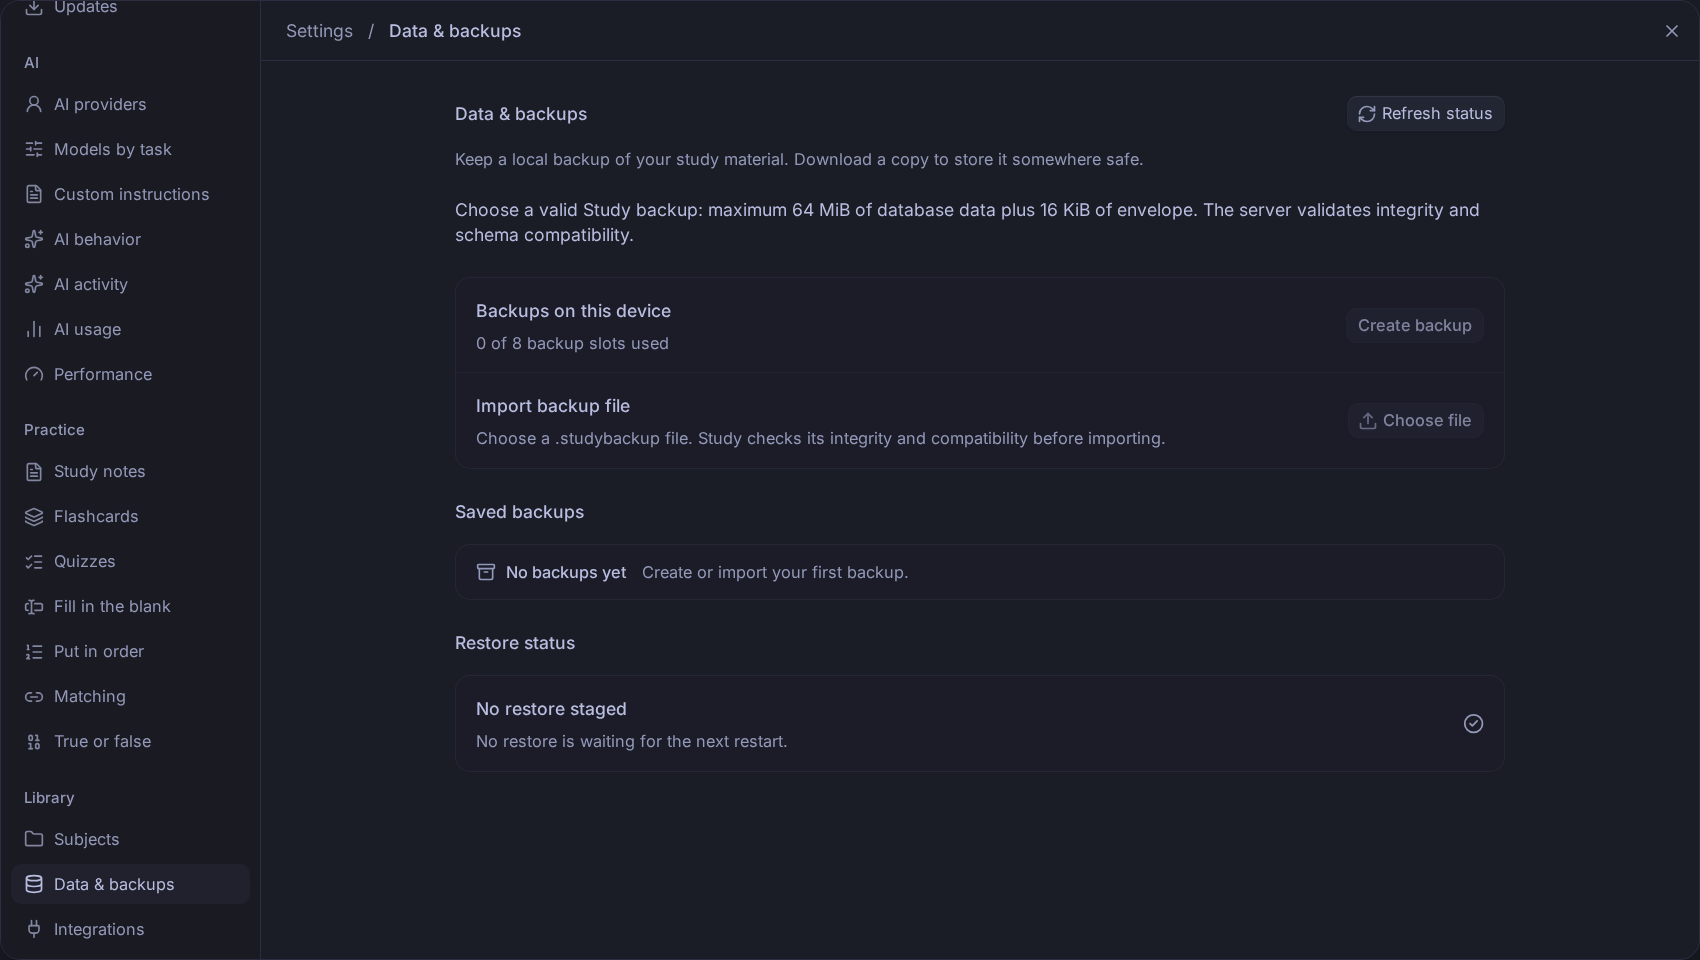 Updates
AI
AI providers
Models by task
Custom instructions
AI behavior
AI activity
AI usage
Performance
Practice
Study notes
Flashcards
Quizzes
Fill in the blank
Put in order
Matching
True or false
Library
Subjects
Data & backups
Integrations
Settings / Data & backups
Data & backups
Refresh status
Keep a local backup of your study material. Download a copy to store it somewhere safe.
Choose a valid Study backup: maximum 64 MiB of database data plus 16 KiB of envelope. The server validates integrity and
schema compatibility.
Backups on this device
0 of 8 backup slots used
Create backup
Import backup file
Choose a .studybackup file. Study checks its integrity and compatibility before importing.
Choose file
Saved backups
No backups yet Create or import your first backup.
Restore status
No restore staged
No restore is waiting for the next restart.